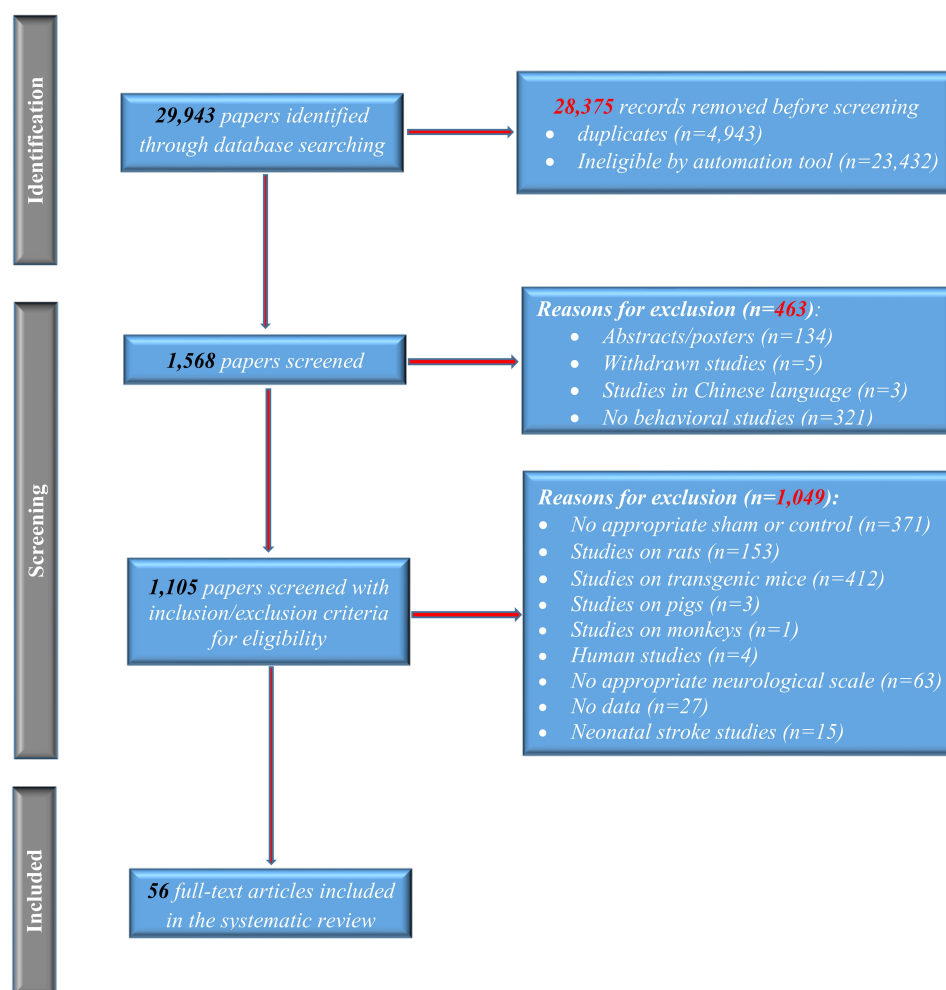 Identification
29,943 papers identified
through database searching
28,375 records removed before screening
• duplicates (n=4,943)
• Ineligible by automation tool (n=23,432)
Screening
1,568 papers screened
Reasons for exclusion (n=463):
• Abstracts/posters (n=134)
• Withdrawn studies (n=5)
• Studies in Chinese language (n=3)
• No behavioral studies (n=321)
1,105 papers screened with
inclusion/exclusion criteria
for eligibility
Reasons for exclusion (n=1,049):
• No appropriate sham or control (n=371)
• Studies on rats (n=153)
• Studies on transgenic mice (n=412)
• Studies on pigs (n=3)
• Studies on monkeys (n=1)
• Human studies (n=4)
• No appropriate neurological scale (n=63)
• No data (n=27)
• Neonatal stroke studies (n=15)
Included
56 full-text articles included
in the systematic review